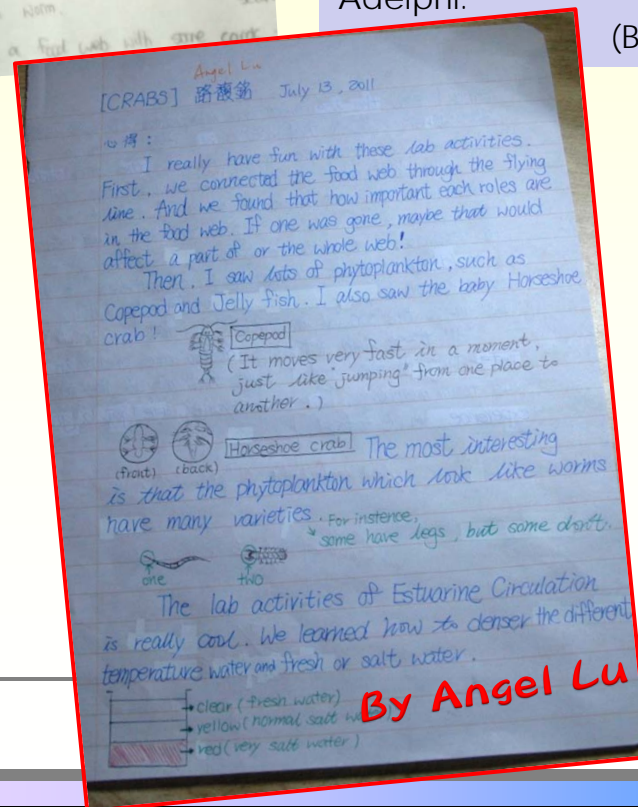 worm.
a food web with some
Adelphi.
(B
Angel Lu
[CRABS] 路馥銘 July 13, 2011
心得:
I really have fun with these lab activities.
First, we connected the food web through the flying
line. And we found that how important each roles are
in the food web. If one was gone, maybe that would
affect a part of or the whole web!
Then, I saw lots of phytoplankton, such as
Copepod and Jelly fish. I also saw the baby Horseshoe
crab!
Copepod
(It moves very fast in a moment,
just like "jumping" from one place to
another.)
(front) (back) Horseshoe crab The most interesting
is that the phytoplankton which look like worms
have many varieties. For instence,
some have legs, but some don't.
one two
The lab activities of Estuarine Circulation
is really cool. We learned how to denser the different
temperature water and fresh or salt water.
clear (fresh water)
yellow (normal salt
red (very salt water)
By Angel Lu